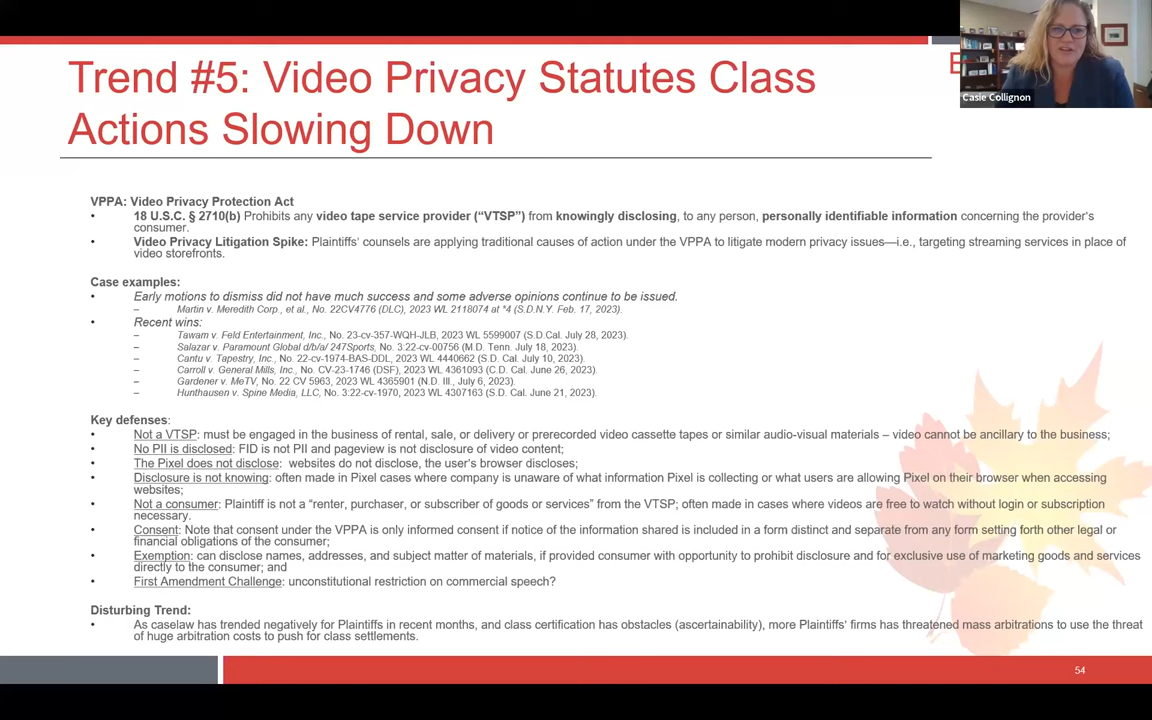 Trend #5: Video Privacy Statutes Class
Actions Slowing Down
Casie Collignon
VPPA: Video Privacy Protection Act
• 18 U.S.C. § 2710(b) Prohibits any video tape service provider (“VTSP”) from knowingly disclosing, to any person, personally identifiable information concerning the provider’s
consumer.
• Video Privacy Litigation Spike: Plaintiffs’ counsels are applying traditional causes of action under the VPPA to litigate modern privacy issues—i.e., targeting streaming services in place of
video storefronts.
Case examples:
• Early motions to dismiss did not have much success and some adverse opinions continue to be issued.
– Martin v. Meredith Corp., et al., No. 22CV4776 (DLC), 2023 WL 2118074 at *4 (S.D.N.Y. Feb. 17, 2023).
• Recent wins:
– Tawam v. Feld Entertainment, Inc., No. 23-cv-357-WQH-JLB, 2023 WL 5599007 (S.D.Cal. July 28, 2023).
– Salazar v. Paramount Global d/b/a/ 247Sports, No. 3:22-cv-00756 (M.D. Tenn. July 18, 2023).
– Cantu v. Tapestry, Inc., No. 22-cv-1974-BAS-DDL, 2023 WL 4440662 (S.D. Cal. July 10, 2023).
– Carroll v. General Mills, Inc., No. CV-23-1746 (DSF), 2023 WL 4361093 (C.D. Cal. June 26, 2023).
– Gardener v. MeTV, No. 22 CV 5963, 2023 WL 4365901 (N.D. Ill., July 6, 2023).
– Hunthausen v. Spine Media, LLC, No. 3:22-cv-1970, 2023 WL 4307163 (S.D. Cal. June 21, 2023).
Key defenses:
• Not a VTSP: must be engaged in the business of rental, sale, or delivery or prerecorded video cassette tapes or similar audio-visual materials – video cannot be ancillary to the business;
• No PII is disclosed: FID is not PII and pageview is not disclosure of video content;
• The Pixel does not disclose: websites do not disclose, the user’s browser discloses;
• Disclosure is not knowing: often made in Pixel cases where company is unaware of what information Pixel is collecting or what users are allowing Pixel on their browser when accessing
websites;
• Not a consumer: Plaintiff is not a “renter, purchaser, or subscriber of goods or services” from the VTSP; often made in cases where videos are free to watch without login or subscription
necessary.
• Consent: Note that consent under the VPPA is only informed consent if notice of the information shared is included in a form distinct and separate from any form setting forth other legal or
financial obligations of the consumer;
• Exemption: can disclose names, addresses, and subject matter of materials, if provided consumer with opportunity to prohibit disclosure and for exclusive use of marketing goods and services
directly to the consumer; and
• First Amendment Challenge: unconstitutional restriction on commercial speech?
Disturbing Trend:
• As caselaw has trended negatively for Plaintiffs in recent months, and class certification has obstacles (ascertainability), more Plaintiffs’ firms has threatened mass arbitrations to use the threat
of huge arbitration costs to push for class settlements.
54